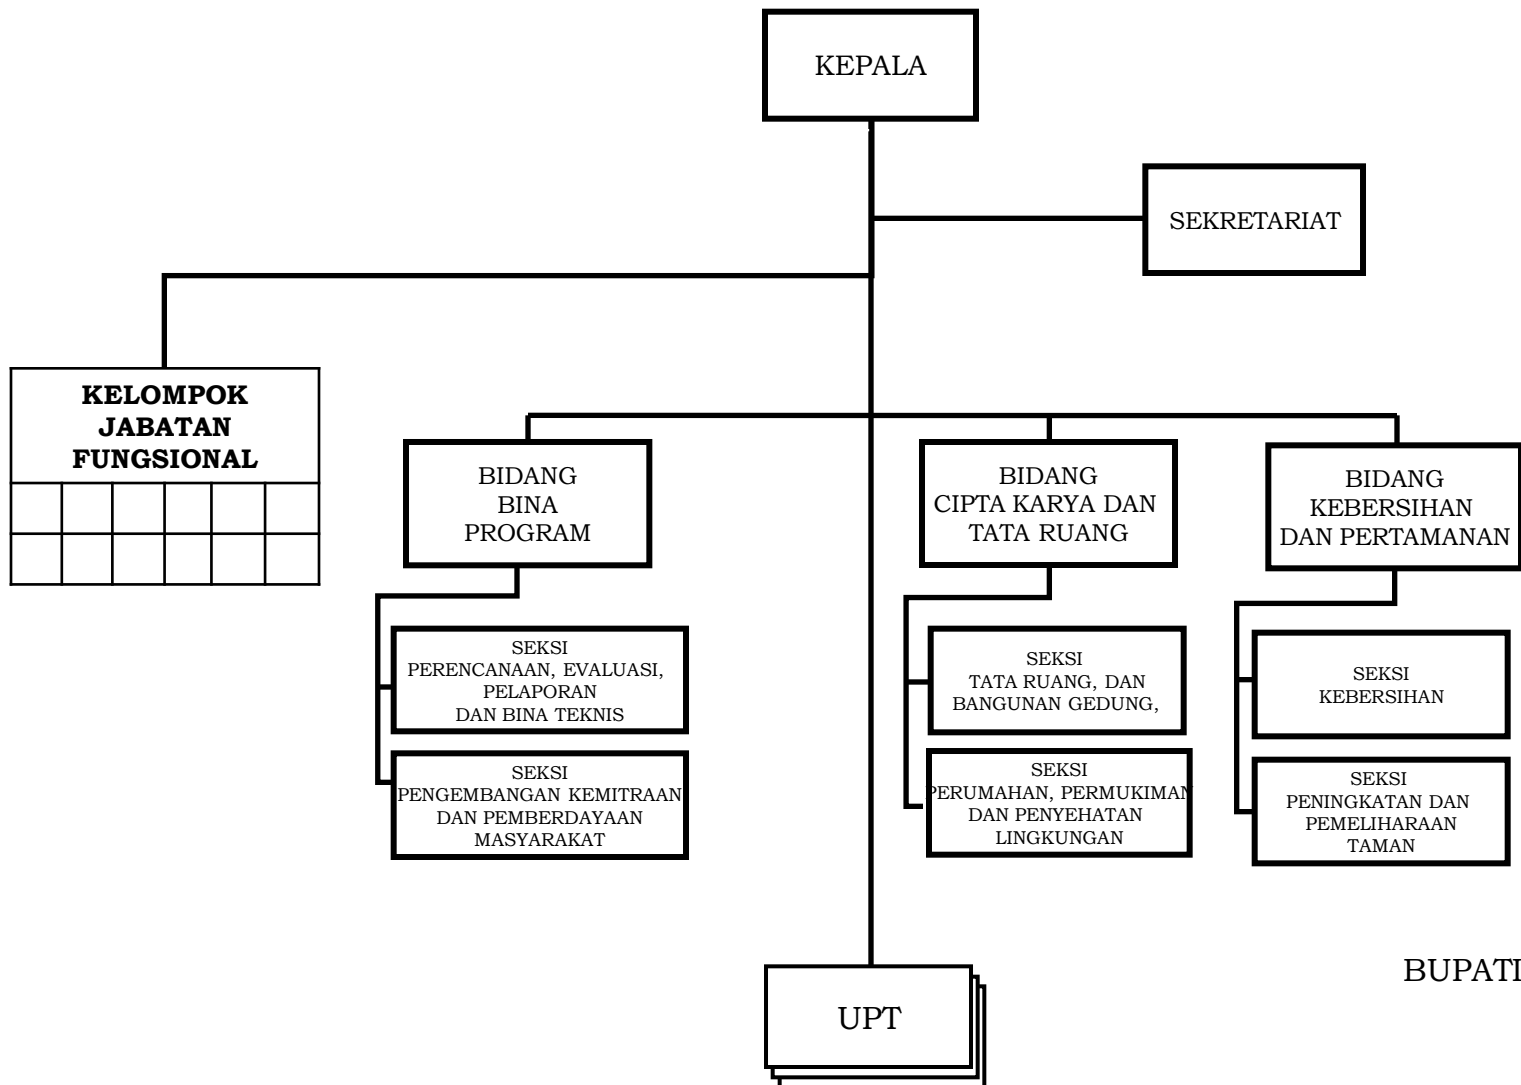 KEPALA
SEKRETARIAT
KELOMPOK
JABATAN
FUNGSIONAL
BIDANG
BINA
PROGRAM
SEKSI
PERENCANAAN, EVALUASI,
PELAPORAN
DAN BINA TEKNIS
SEKSI
PENGEMBANGAN KEMITRAAN
DAN PEMBERDAYAAN
MASYARAKAT
BIDANG
CIPTA KARYA DAN
TATA RUANG
SEKSI
TATA RUANG, DAN
BANGUNAN GEDUNG,
SEKSI
PERUMAHAN, PERMUKIMAN
DAN PENYEHATAN
LINGKUNGAN
BIDANG
KEBERSIHAN
DAN PERTAMANAN
SEKSI
KEBERSIHAN
SEKSI
PENINGKATAN DAN
PEMELIHARAAN
TAMAN
BUPATI
UPT